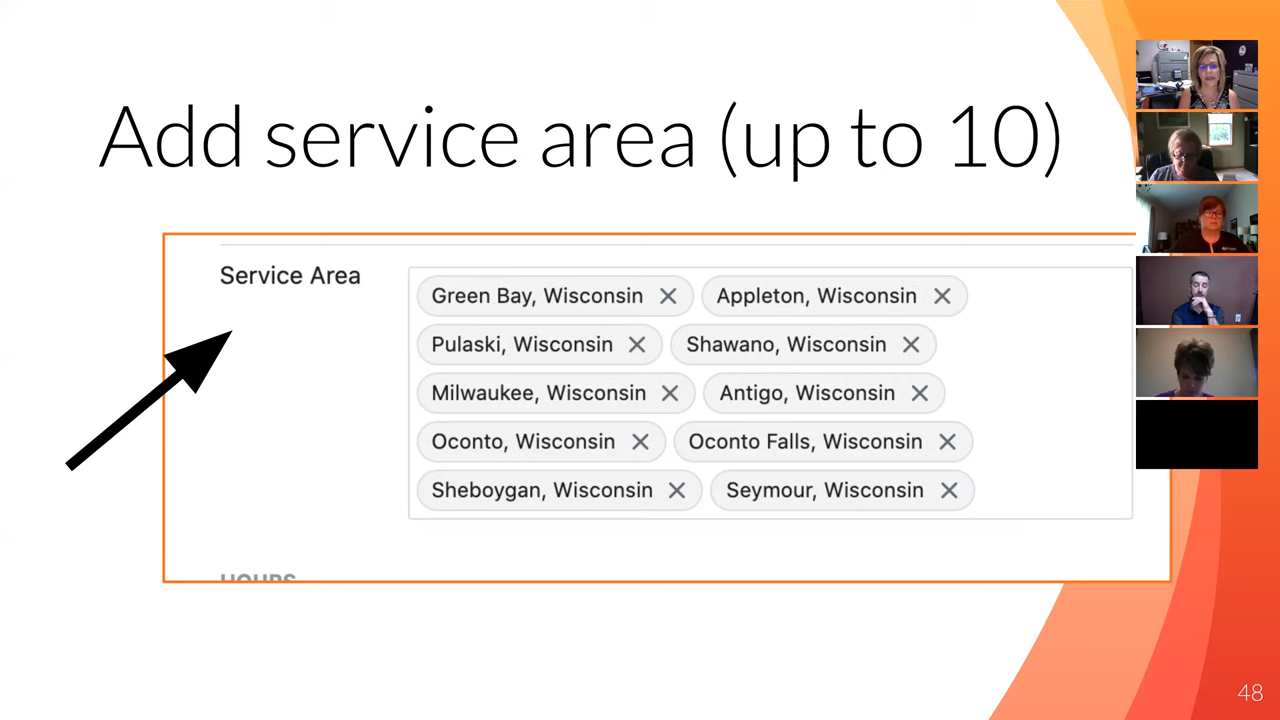 Add service area (up to 10)
Service Area
Green Bay, Wisconsin ✕ Appleton, Wisconsin ✕
Pulaski, Wisconsin ✕ Shawano, Wisconsin ✕
Milwaukee, Wisconsin ✕ Antigo, Wisconsin ✕
Oconto, Wisconsin ✕ Oconto Falls, Wisconsin ✕
Sheboygan, Wisconsin ✕ Seymour, Wisconsin ✕
HOURS
48